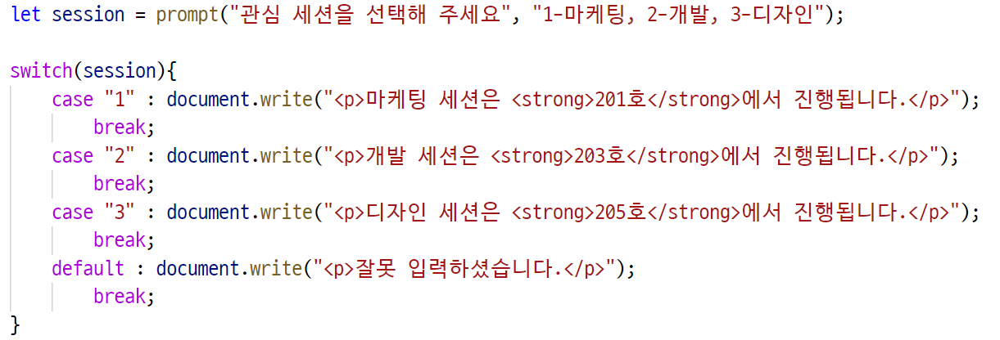 let session = prompt("관심 세션을 선택해 주세요", "1-마케팅, 2-개발, 3-디자인");
switch(session){
case "1" : document.write("<p>마케팅 세션은 <strong>201호</strong>에서 진행됩니다.</p>");
break;
case "2" : document.write("<p>개발 세션은 <strong>203호</strong>에서 진행됩니다.</p>");
break;
case "3" : document.write("<p>디자인 세션은 <strong>205호</strong>에서 진행됩니다.</p>");
break;
default : document.write("<p>잘못 입력하셨습니다.</p>");
break;
}